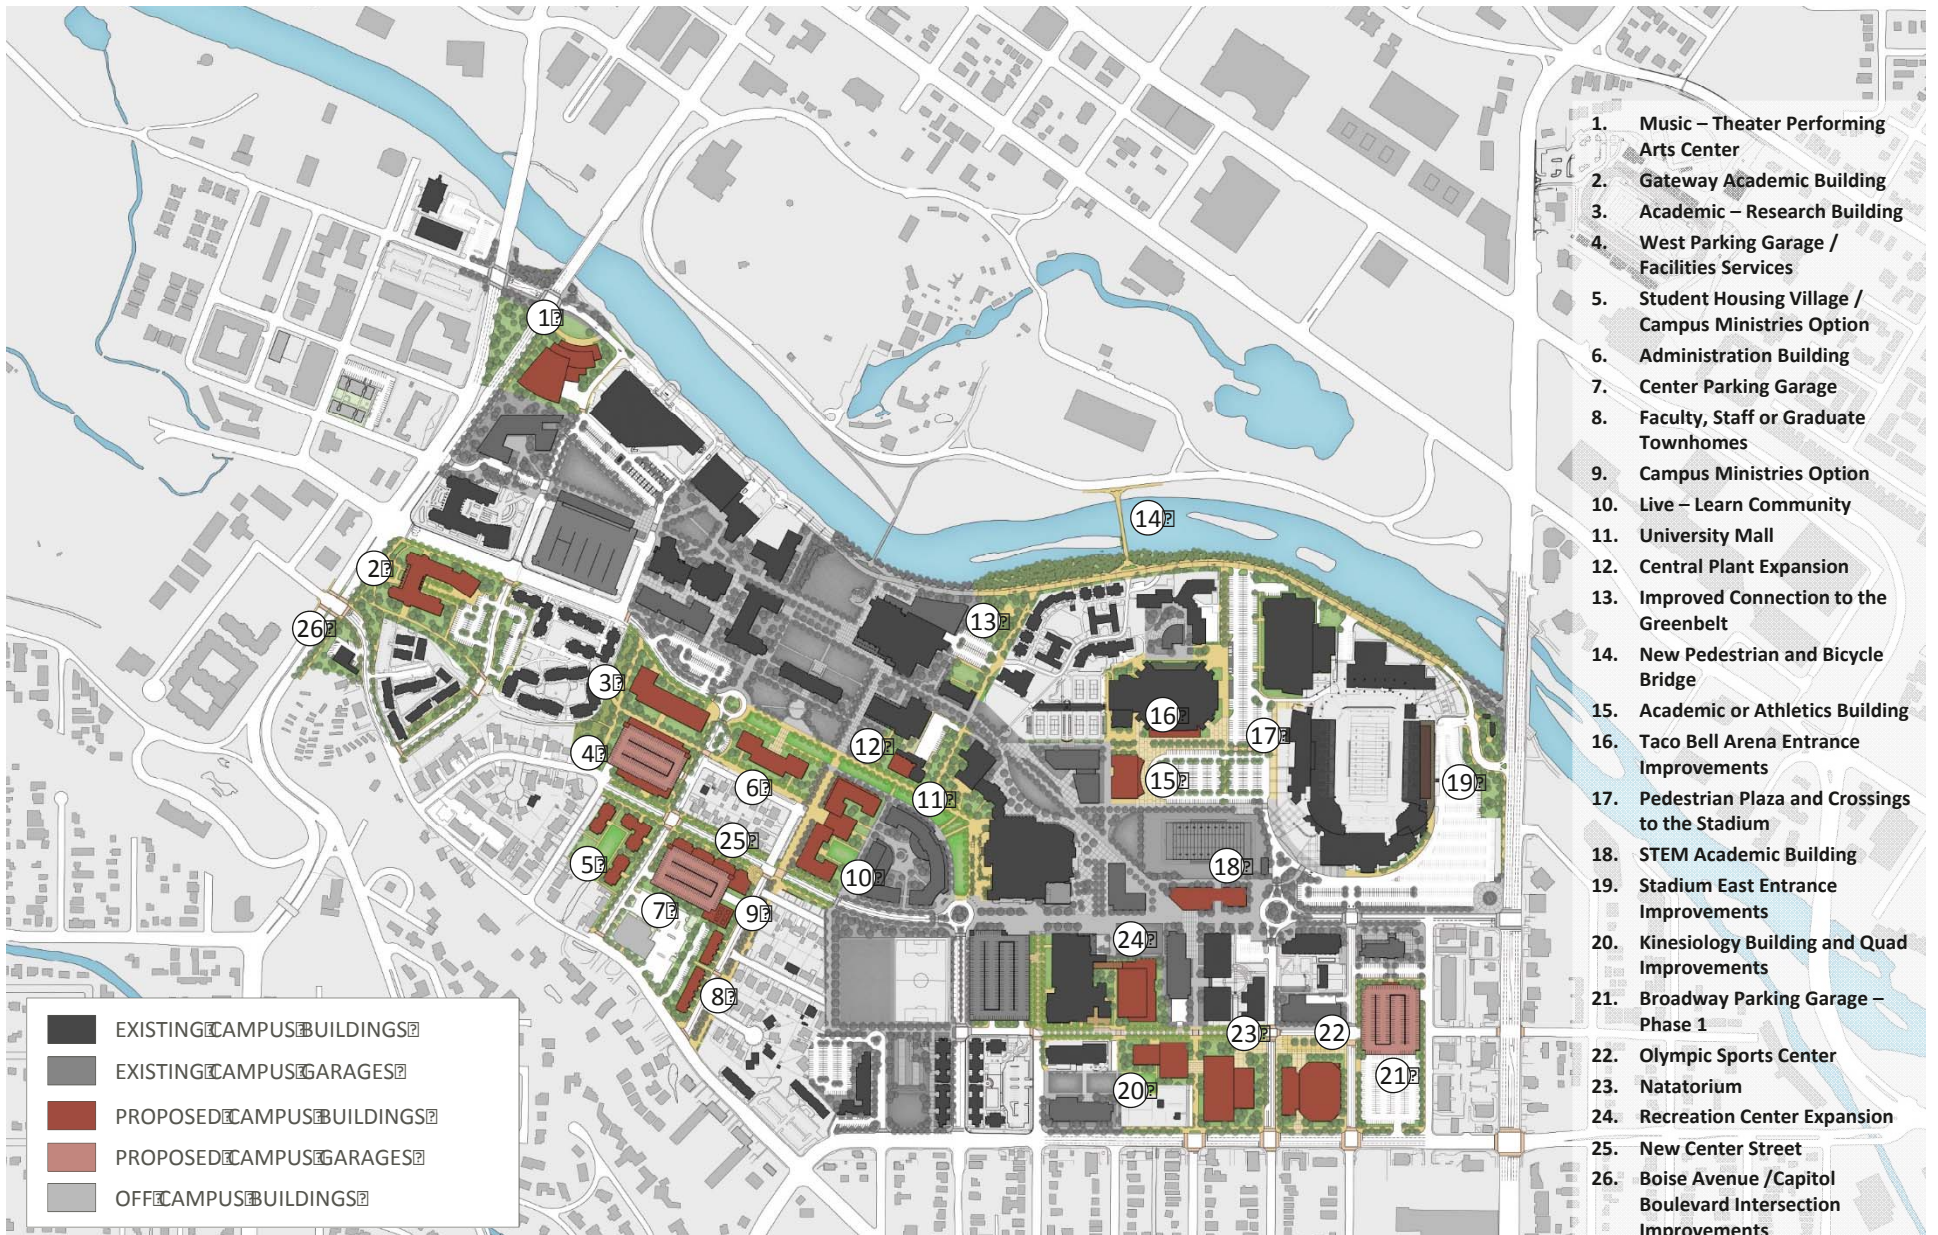 1. Music – Theater Performing
Arts Center
2. Gateway Academic Building
3. Academic – Research Building
4. West Parking Garage /
Facilities Services
5. Student Housing Village /
Campus Ministries Option
6. Administration Building
7. Center Parking Garage
8. Faculty, Staff or Graduate
Townhomes
9. Campus Ministries Option
10. Live – Learn Community
11. University Mall
12. Central Plant Expansion
13. Improved Connection to the
Greenbelt
14. New Pedestrian and Bicycle
Bridge
15. Academic or Athletics Building
16. Taco Bell Arena Entrance
Improvements
17. Pedestrian Plaza and Crossings
to the Stadium
18. STEM Academic Building
19. Stadium East Entrance
Improvements
20. Kinesiology Building and Quad
Improvements
21. Broadway Parking Garage –
Phase 1
22. Olympic Sports Center
23. Natatorium
24. Recreation Center Expansion
25. New Center Street
26. Boise Avenue /Capitol
Boulevard Intersection
Improvements
1⍰
14⍰
2⍰
13⍰
26⍰
3⍰
16⍰
17⍰
12⍰
4⍰
15⍰
19⍰
6⍰
11⍰
25⍰
5⍰
18⍰
10⍰
7⍰
9⍰
24⍰
8⍰
23⍰
22⍰
21⍰
20⍰
EXISTING⍰CAMPUS⍰BUILDINGS⍰
EXISTING⍰CAMPUS⍰GARAGES⍰
PROPOSED⍰CAMPUS⍰BUILDINGS⍰
PROPOSED⍰CAMPUS⍰GARAGES⍰
OFF⍰CAMPUS⍰BUILDINGS⍰